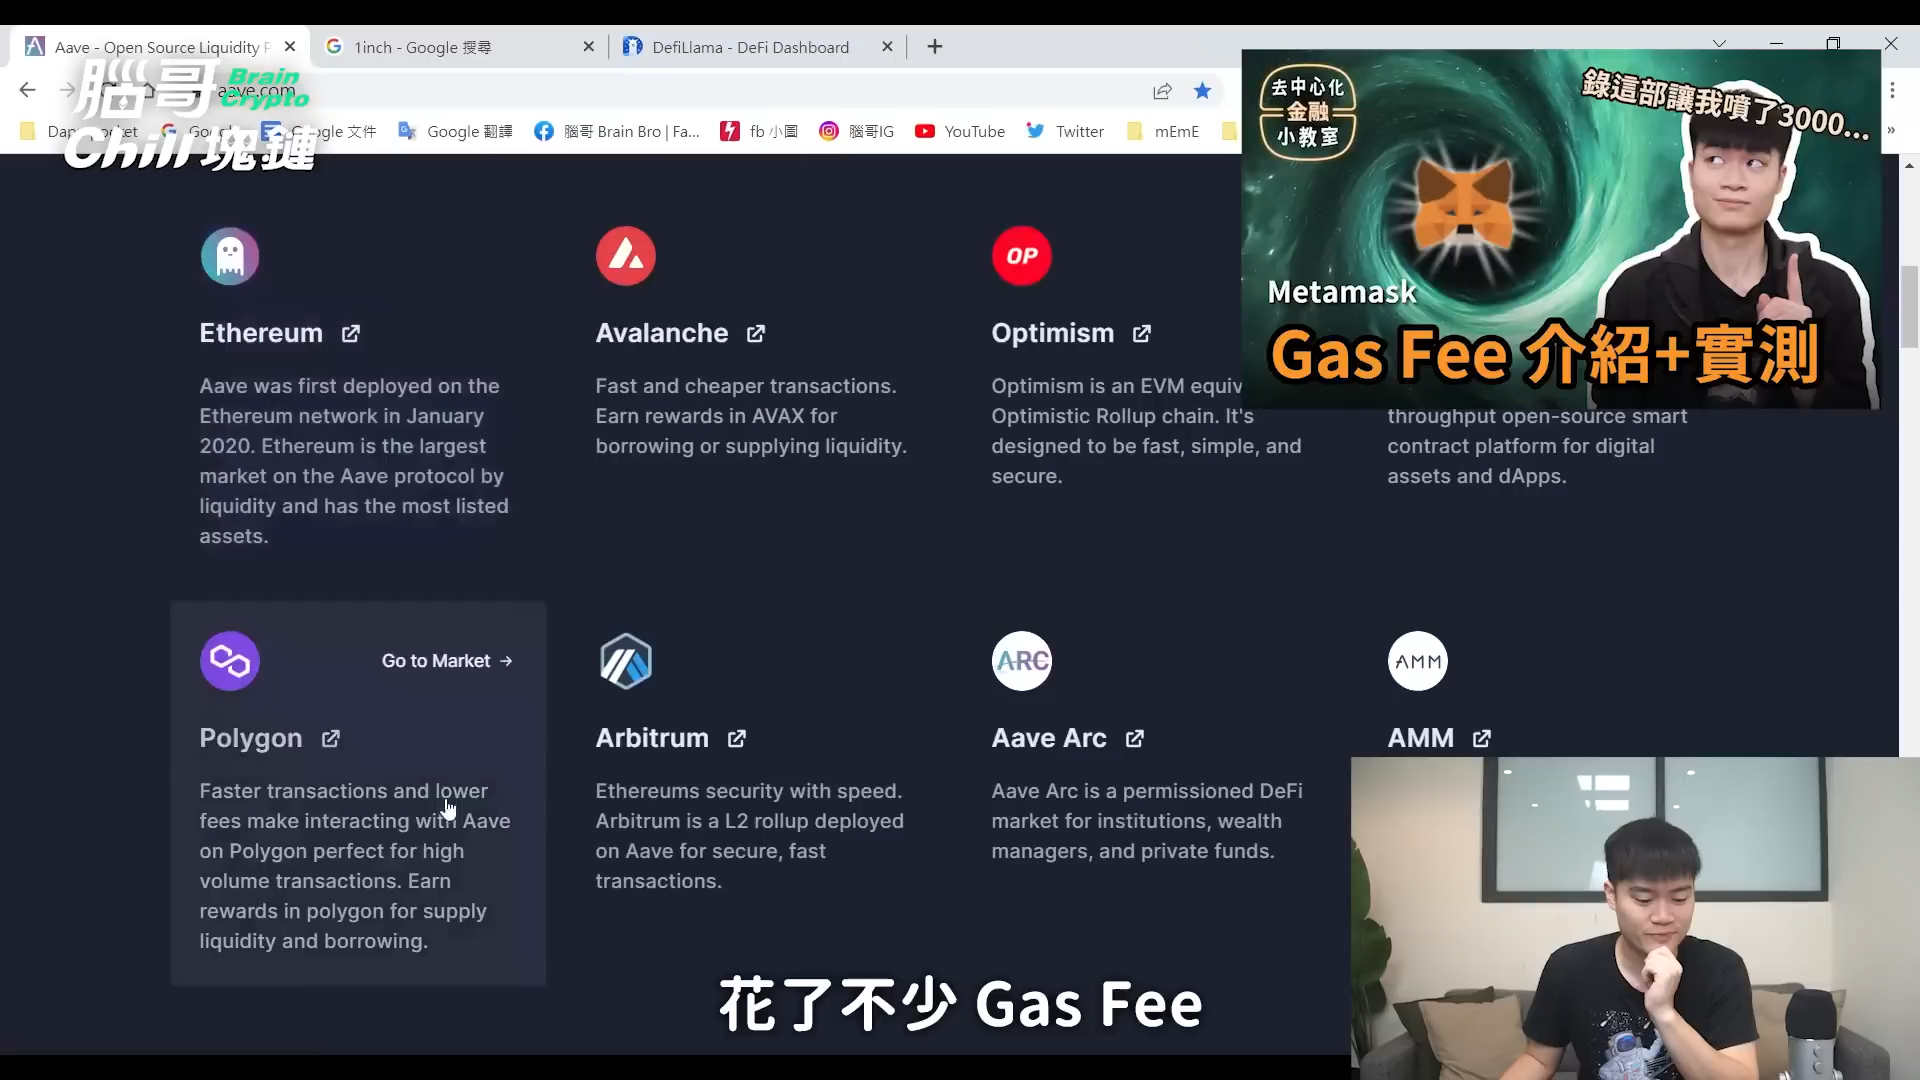 Aave - Open Source Liquidity P
1inch - Google 搜尋
DefiLlama - DeFi Dashboard
腦哥
Brain
Crypto
Chill塊鏈
aave.com
Google 文件
Google 翻譯
腦哥 Brain Bro | Fa...
fb 小圖
腦哥IG
YouTube
Twitter
mEmE
»
去中心化
金融
小教室
錄這部讓我噴了3000...
Metamask
Gas Fee 介紹+實測
Ethereum
Aave was first deployed on the
Ethereum network in January
2020. Ethereum is the largest
market on the Aave protocol by
liquidity and has the most listed
assets.
Avalanche
Fast and cheaper transactions.
Earn rewards in AVAX for
borrowing or supplying liquidity.
OP
Optimism
Optimism is an EVM equiv
Optimistic Rollup chain. It's
designed to be fast, simple, and
secure.
throughput open-source smart
contract platform for digital
assets and dApps.
Go to Market →
Polygon
Faster transactions and lower
fees make interacting with Aave
on Polygon perfect for high
volume transactions. Earn
rewards in polygon for supply
liquidity and borrowing.
Arbitrum
Ethereums security with speed.
Arbitrum is a L2 rollup deployed
on Aave for secure, fast
transactions.
ARC
Aave Arc
Aave Arc is a permissioned DeFi
market for institutions, wealth
managers, and private funds.
AMM
AMM
花了不少 Gas Fee